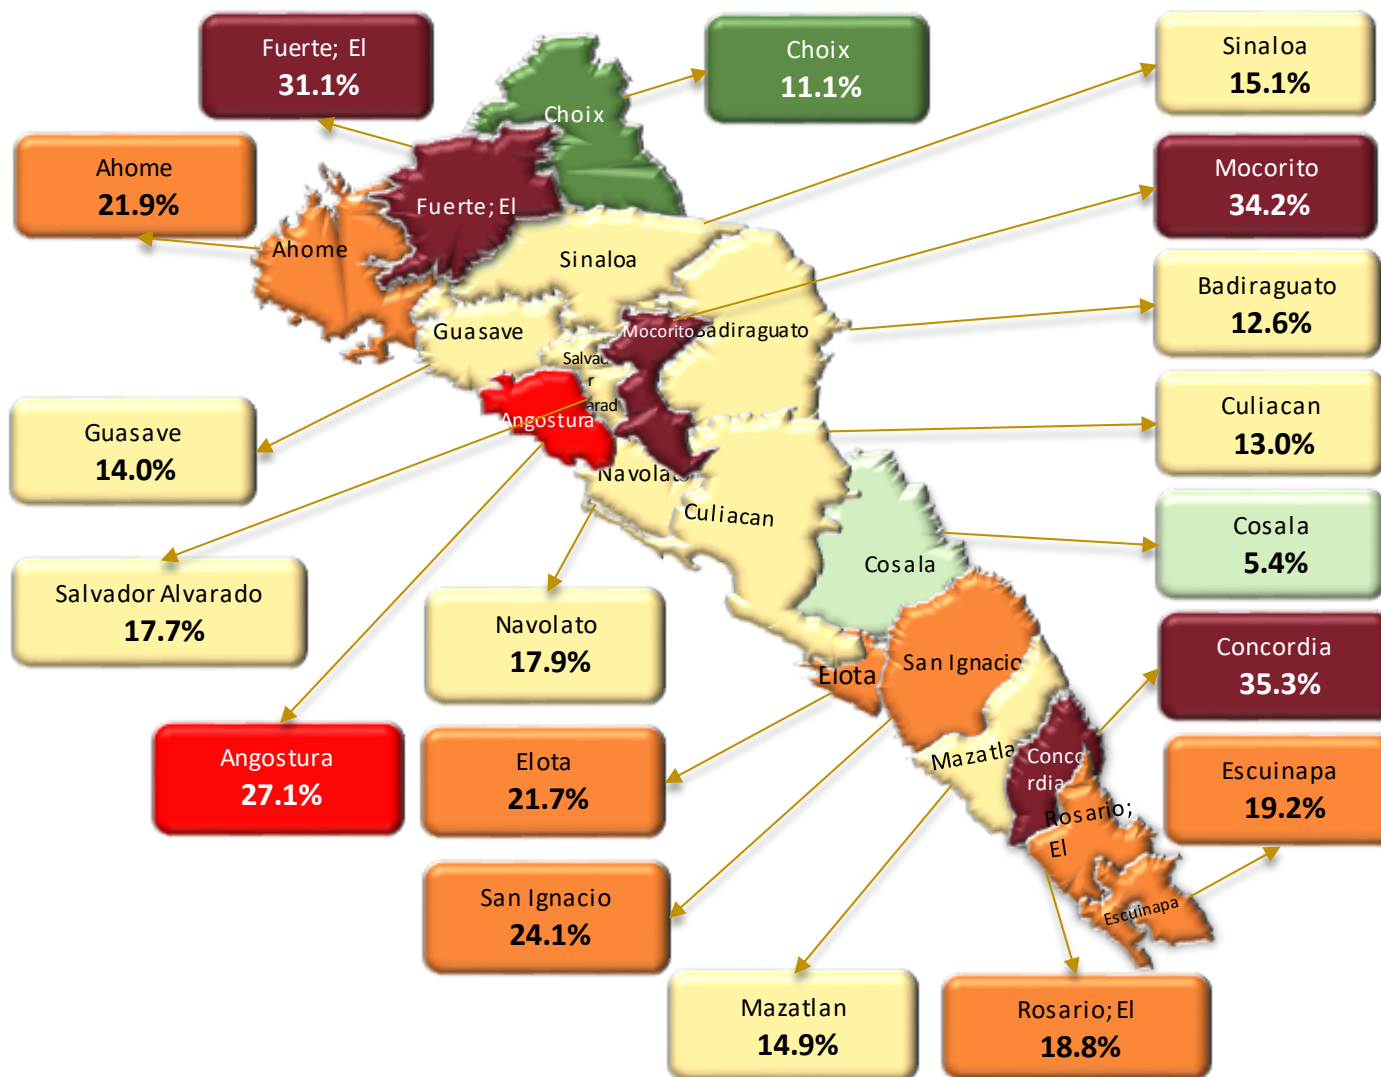 Fuerte; El
31.1%
Choix
11.1%
Sinaloa
15.1%
Ahome
21.9%
Mocorito
34.2%
Badiraguato
12.6%
Culiacan
13.0%
Guasave
14.0%
Cosala
5.4%
Salvador Alvarado
17.7%
Navolato
17.9%
Concordia
35.3%
Angostura
27.1%
Elota
21.7%
Escuinapa
19.2%
San Ignacio
24.1%
Mazatlan
14.9%
Rosario; El
18.8%
Choix
Fuerte; El
Ahome
Sinaloa
Guasave
Mocorito
Badiraguato
Salvad
r
arad
Angostura
Navolato
Culiacan
Cosala
San Ignacio
Elota
Mazatla
Conco
rdia
Rosario;
El
Escuinapa